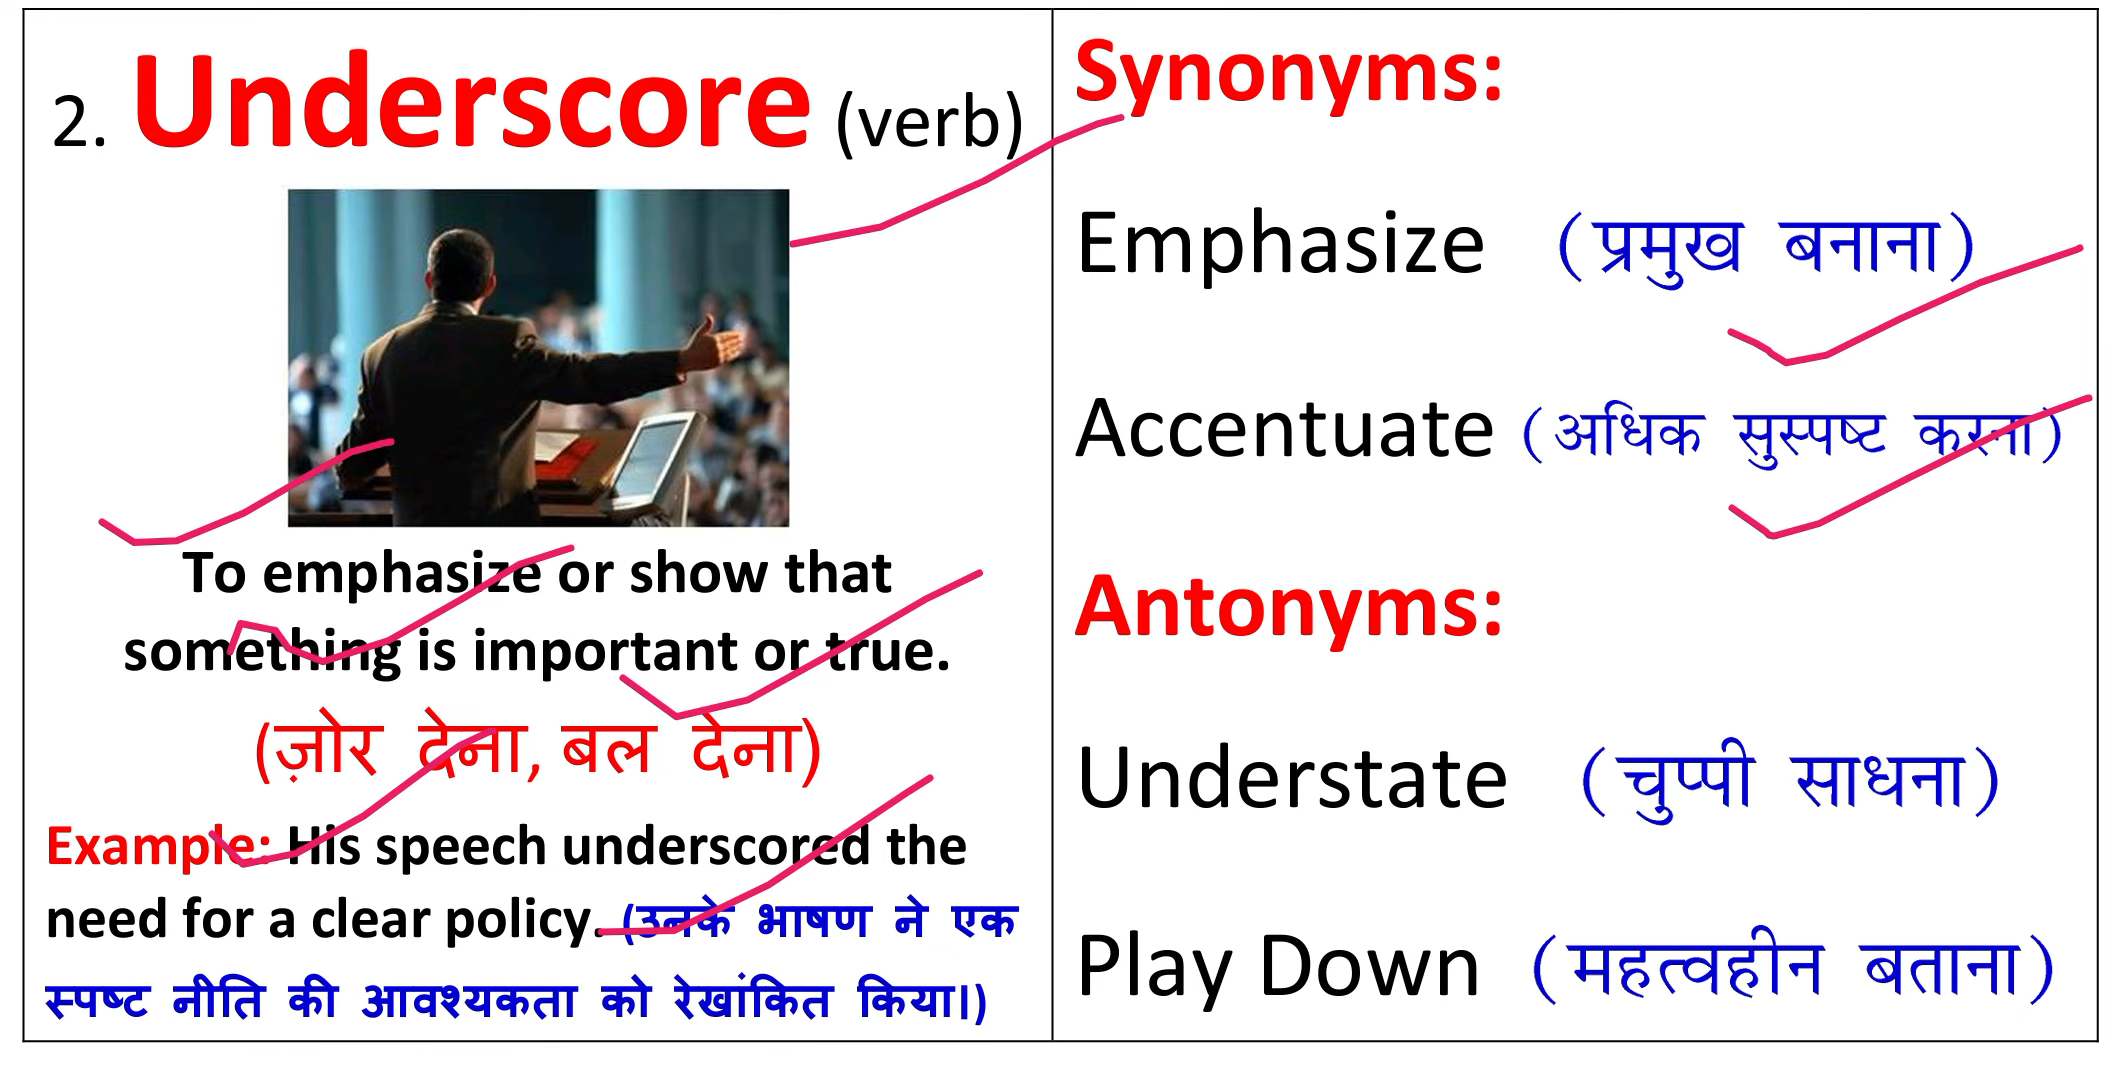 2. Underscore (verb)
To emphasize or show that
something is important or true.
(ज़ोर देना, बल देना)
Example: His speech underscored the
need for a clear policy. (उनके भाषण ने एक
स्पष्ट नीति की आवश्यकता को रेखांकित किया।)
Synonyms:
Emphasize (प्रमुख बनाना)
Accentuate (अधिक सुस्पष्ट करना)
Antonyms:
Understate (चुप्पी साधना)
Play Down (महत्वहीन बताना)